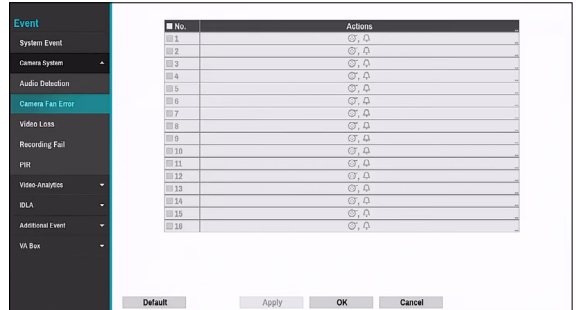 Event
System Event
Camera System
Audio Detection
Camera Fan Error
Video Loss
Recording Fail
PIR
Video-Analytics
IDLA
Additional Event
VA Box
No. Actions
1
2
3
4
5
6
7
8
9
10
11
12
13
14
15
16
Default Apply OK Cancel